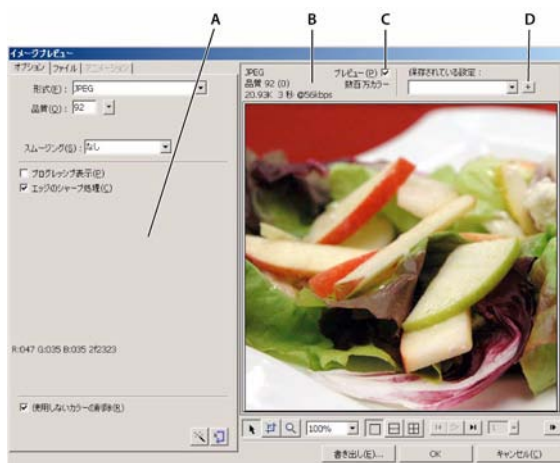 A B C D
イメージプレビュー
オプション ファイル アニメーション
形式(F): JPEG
品質(Q): 92
スムージング(S): なし
プログレッシブ表示(P)
エッジのシャープ処理(C)
R:047 G:035 B:035 2f2323
使用しないカラーの削除(R)
JPEG
品質 92 (0)
20.93K 3 秒 @56kbps
プレビュー(P)
数百万カラー
保存されている設定:
100%
1
書き出し(E)... OK キャンセル(C)